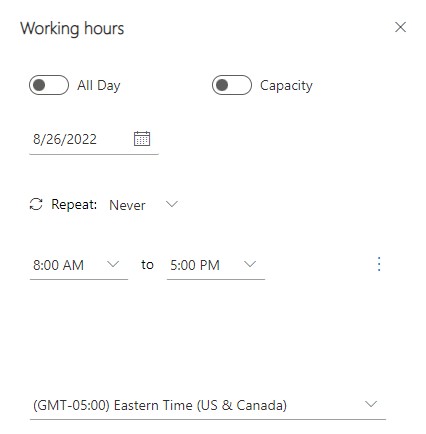 Working hours
All Day Capacity
8/26/2022
Repeat: Never
8:00 AM to 5:00 PM
(GMT-05:00) Eastern Time (US & Canada)